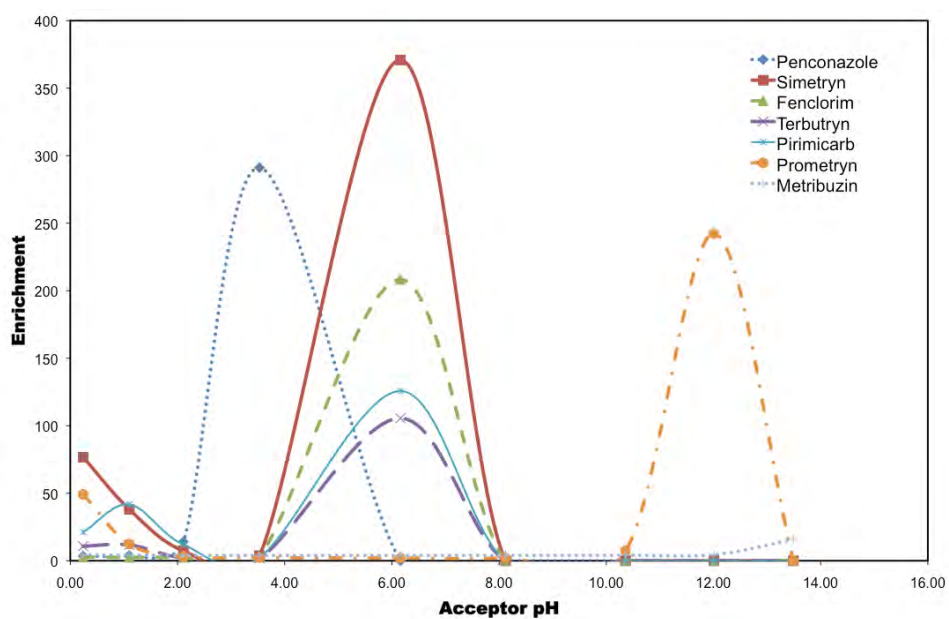 400
350
300
250
200
150
100
50
0
Enrichment
Penconazole
Simetryn
Fenclorim
Terbutryn
Pirimicarb
Prometryn
Metribuzin
0.00 2.00 4.00 6.00 8.00 10.00 12.00 14.00 16.00
Acceptor pH